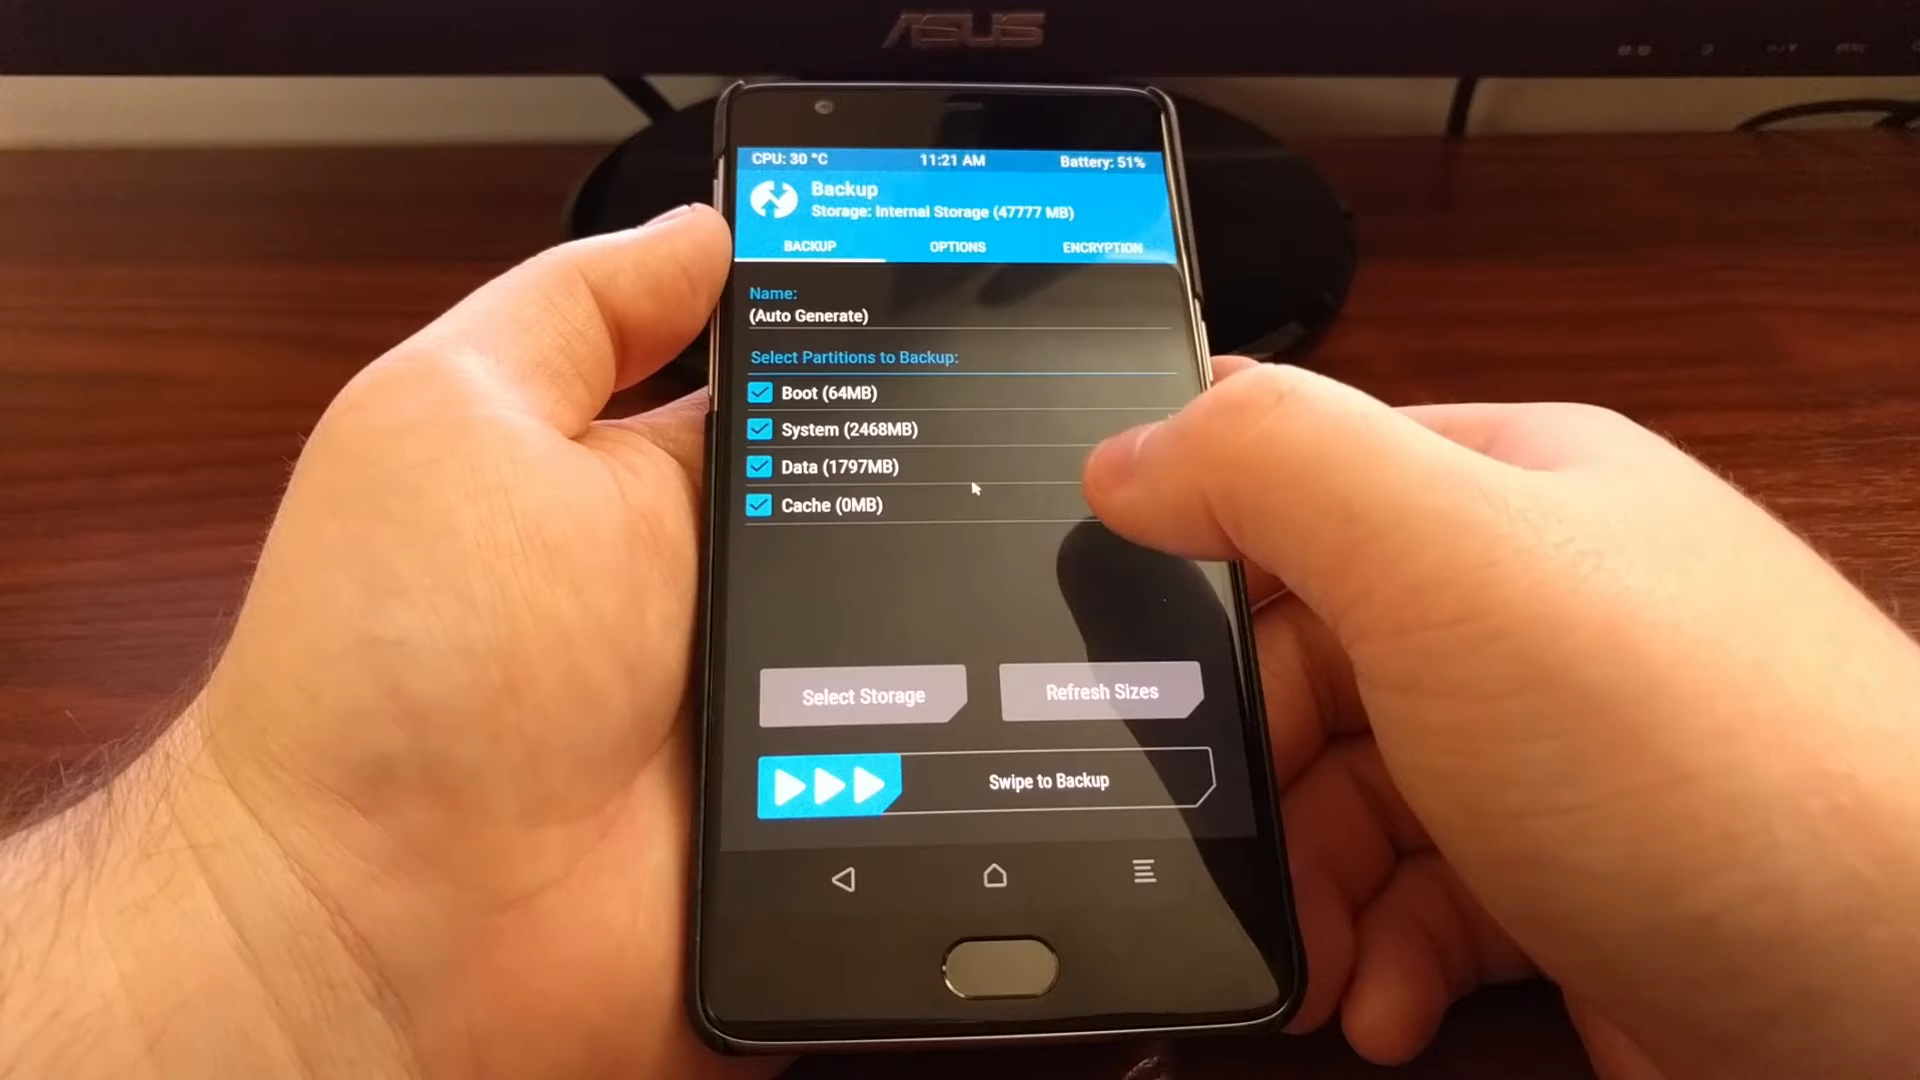 ASUS
CPU: 30 °C 11:21 AM Battery: 51%
Backup
Storage: Internal Storage (47777 MB)
BACKUP OPTIONS ENCRYPTION
Name:
(Auto Generate)
Select Partitions to Backup:
Boot (64MB)
System (2468MB)
Data (1797MB)
Cache (0MB)
Select Storage Refresh Sizes
Swipe to Backup